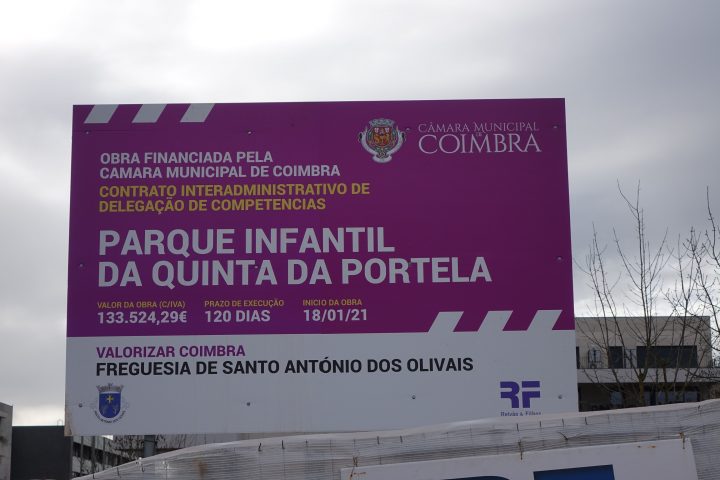 CÂMARA MUNICIPAL
DE
COIMBRA
OBRA FINANCIADA PELA
CAMARA MUNICIPAL DE COIMBRA
CONTRATO INTERADMINISTRATIVO DE
DELEGAÇÃO DE COMPETENCIAS
PARQUE INFANTIL
DA QUINTA DA PORTELA
VALOR DA OBRA (C/IVA) PRAZO DE EXECUÇÃO INICIO DA OBRA
133.524,29€ 120 DIAS 18/01/21
VALORIZAR COIMBRA
FREGUESIA DE SANTO ANTÓNIO DOS OLIVAIS
RF